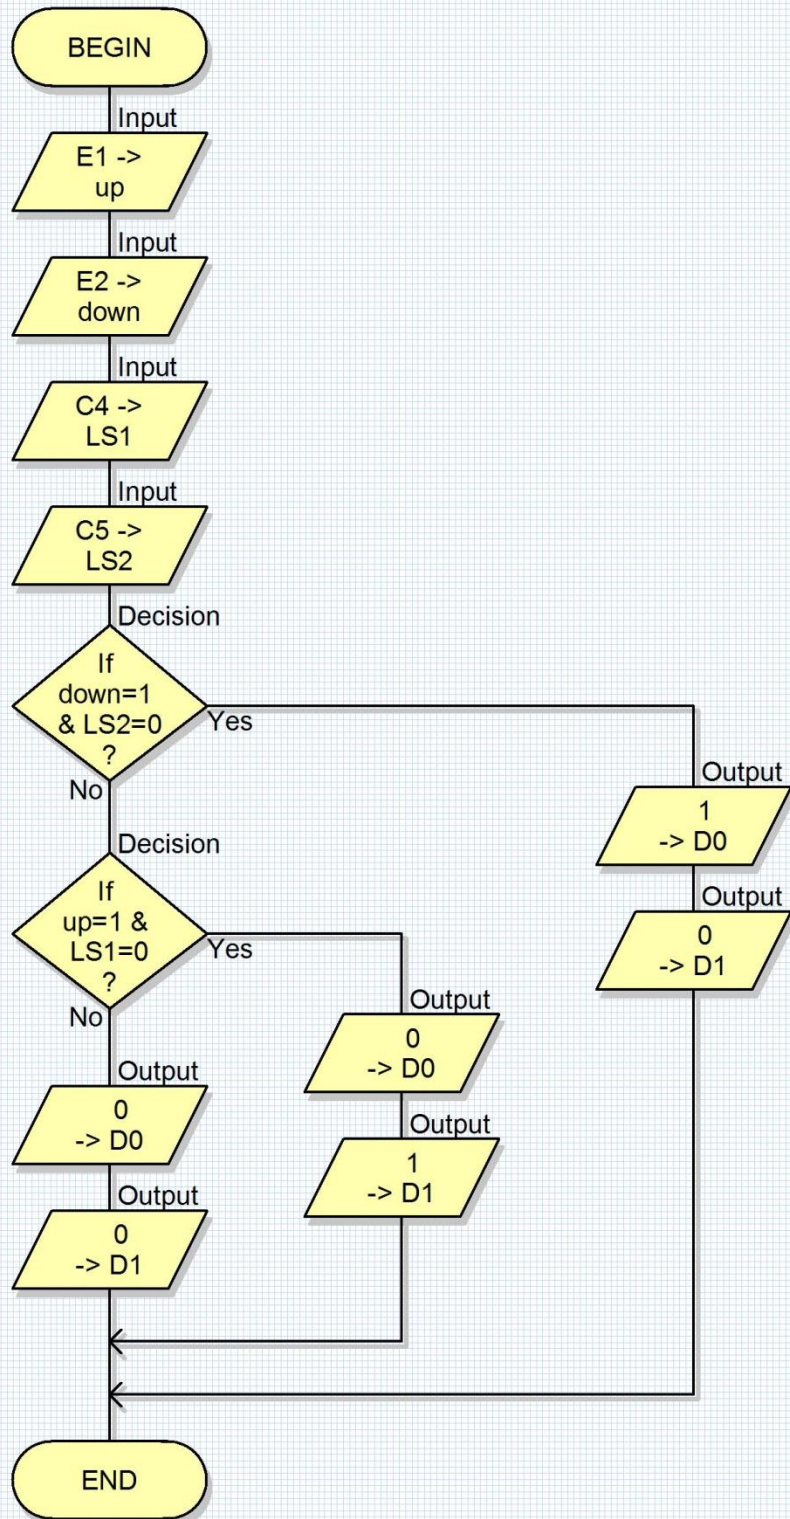 BEGIN
Input
E1 ->
up
Input
E2 ->
down
Input
C4 ->
LS1
Input
C5 ->
LS2
Decision
If
down=1
& LS2=0
?
Yes
No
Output
1
-> D0
Output
0
-> D1
Decision
If
up=1 &
LS1=0
?
Yes
No
Output
0
-> D0
Output
1
-> D1
Output
0
-> D0
Output
0
-> D1
END